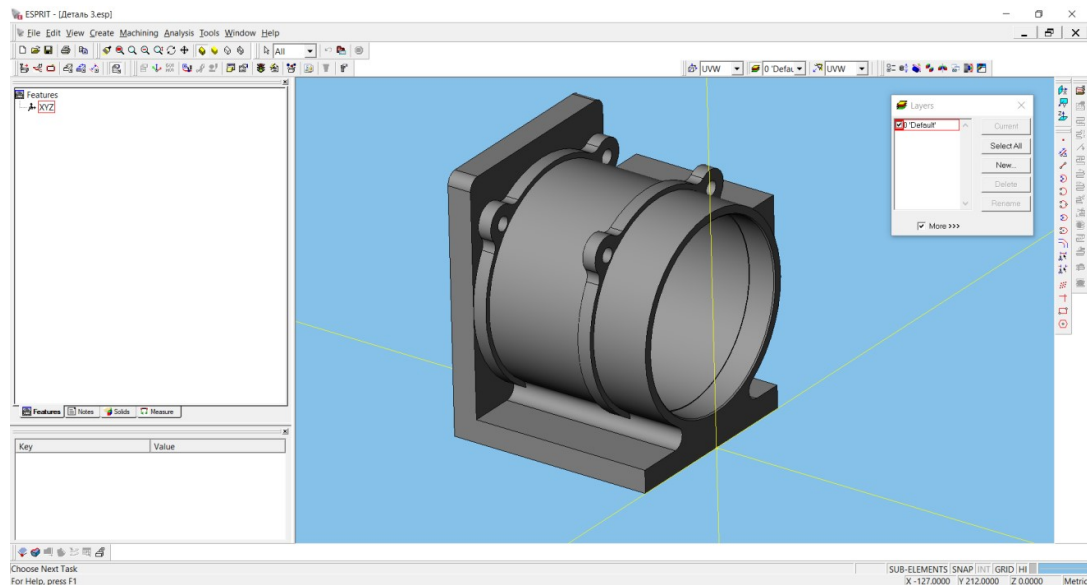 ESPRIT - [Деталь 3.esp]
File Edit View Create Machining Analysis Tools Window Help
All
UVW 0 'Defau UVW
Features
XYZ
Layers
0 'Default'
Current
Select All
New...
Delete
Rename
More >>>
Features Notes Solids Measure
Key Value
Choose Next Task
SUB-ELEMENTS SNAP INT GRID HI
For Help, press F1
X -127.0000 Y 212.0000 Z 0.0000 Metric